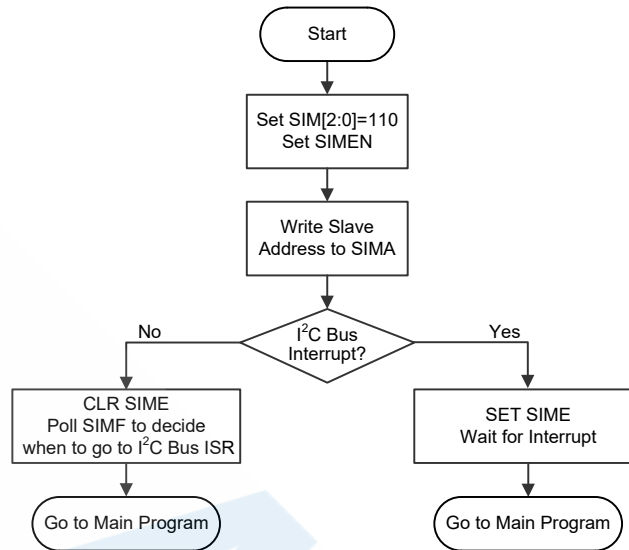 Start
Set SIM[2:0]=110
Set SIMEN
Write Slave
Address to SIMA
I²C Bus
Interrupt?
No
Yes
CLR SIME
Poll SIMF to decide
when to go to I²C Bus ISR
SET SIME
Wait for Interrupt
Go to Main Program
Go to Main Program